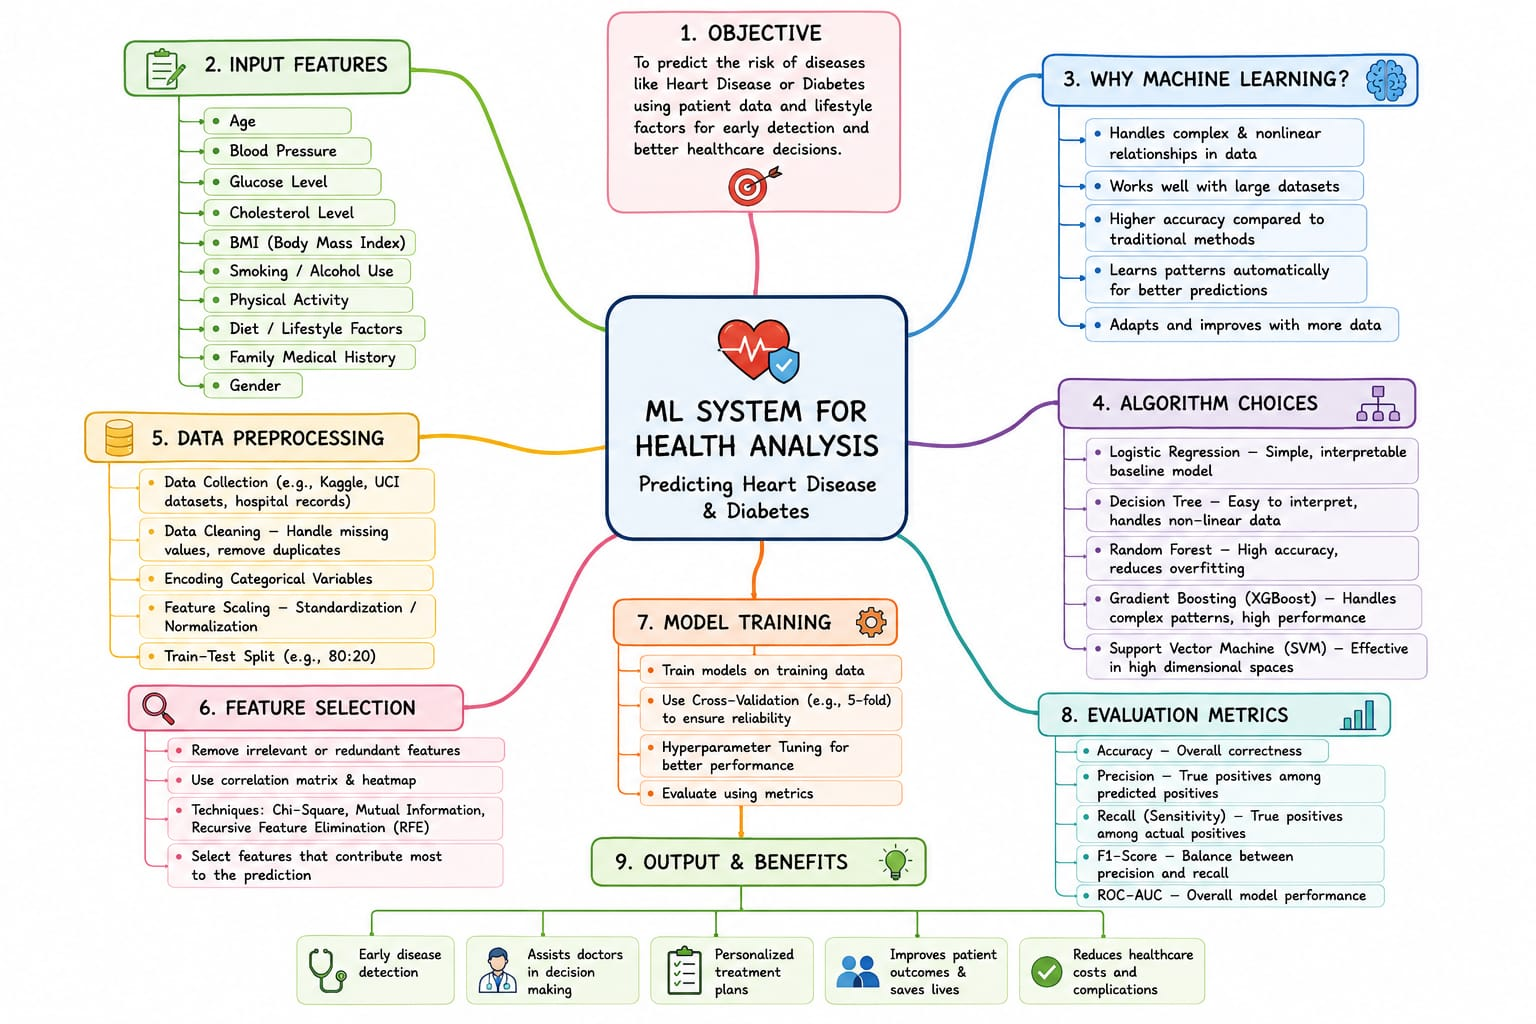 1. OBJECTIVE
To predict the risk of diseases
like Heart Disease or Diabetes
using patient data and lifestyle
factors for early detection and
better healthcare decisions.
2. INPUT FEATURES
• Age
• Blood Pressure
• Glucose Level
• Cholesterol Level
• BMI (Body Mass Index)
• Smoking / Alcohol Use
• Physical Activity
• Diet / Lifestyle Factors
• Family Medical History
• Gender
3. WHY MACHINE LEARNING?
• Handles complex & nonlinear
relationships in data
• Works well with large datasets
• Higher accuracy compared to
traditional methods
• Learns patterns automatically
for better predictions
• Adapts and improves with more data
ML SYSTEM FOR
HEALTH ANALYSIS
Predicting Heart Disease
& Diabetes
4. ALGORITHM CHOICES
• Logistic Regression – Simple, interpretable
baseline model
• Decision Tree – Easy to interpret,
handles non-linear data
• Random Forest – High accuracy,
reduces overfitting
• Gradient Boosting (XGBoost) – Handles
complex patterns, high performance
• Support Vector Machine (SVM) – Effective
in high dimensional spaces
5. DATA PREPROCESSING
• Data Collection (e.g., Kaggle, UCI
datasets, hospital records)
• Data Cleaning – Handle missing
values, remove duplicates
• Encoding Categorical Variables
• Feature Scaling – Standardization /
Normalization
• Train-Test Split (e.g., 80:20)
6. FEATURE SELECTION
• Remove irrelevant or redundant features
• Use correlation matrix & heatmap
• Techniques: Chi-Square, Mutual Information,
Recursive Feature Elimination (RFE)
• Select features that contribute most
to the prediction
7. MODEL TRAINING
• Train models on training data
• Use Cross-Validation (e.g., 5-fold)
to ensure reliability
• Hyperparameter Tuning for
better performance
• Evaluate using metrics
8. EVALUATION METRICS
• Accuracy – Overall correctness
• Precision – True positives among
predicted positives
• Recall (Sensitivity) – True positives
among actual positives
• F1-Score – Balance between
precision and recall
• ROC-AUC – Overall model performance
9. OUTPUT & BENEFITS
Early disease
detection
Assists doctors
in decision
making
Personalized
treatment
plans
Improves patient
outcomes &
saves lives
Reduces healthcare
costs and
complications